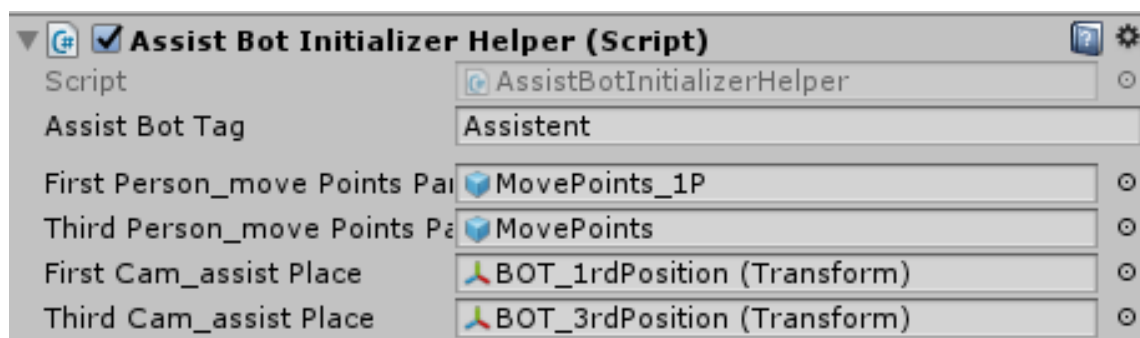 Assist Bot Initializer Helper (Script)
Script AssistBotInitializerHelper
Assist Bot Tag Assistent
First Person_move Points Par MovePoints_1P
Third Person_move Points Pa MovePoints
First Cam_assist Place BOT_1rdPosition (Transform)
Third Cam_assist Place BOT_3rdPosition (Transform)